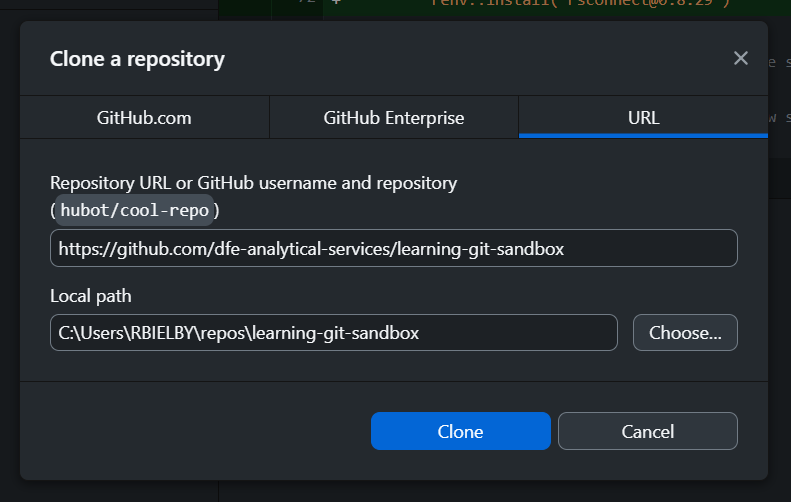 renv::install("rsconnect@0.8.29")
Clone a repository
GitHub.com
GitHub Enterprise
URL
Repository URL or GitHub username and repository
(hubot/cool-repo)
https://github.com/dfe-analytical-services/learning-git-sandbox
Local path
C:\Users\RBIELBY\repos\learning-git-sandbox
Choose...
Clone
Cancel